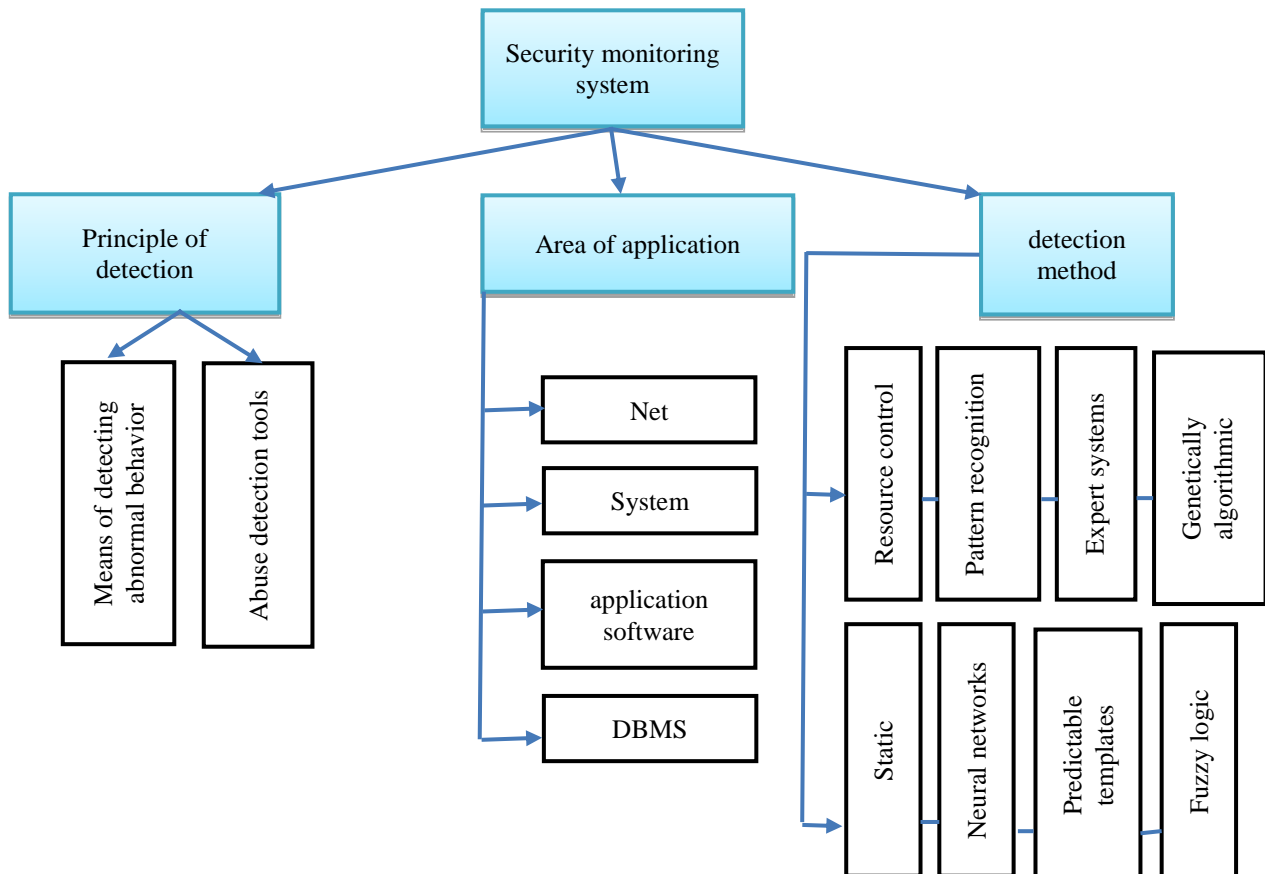 Security monitoring
system
Principle of
detection
Area of application
detection
method
Means of detecting
abnormal behavior
Abuse detection tools
Net
System
application
software
DBMS
Resource control
Pattern recognition
Expert systems
Genetically
algorithmic
Static
Neural networks
Predictable
templates
Fuzzy logic